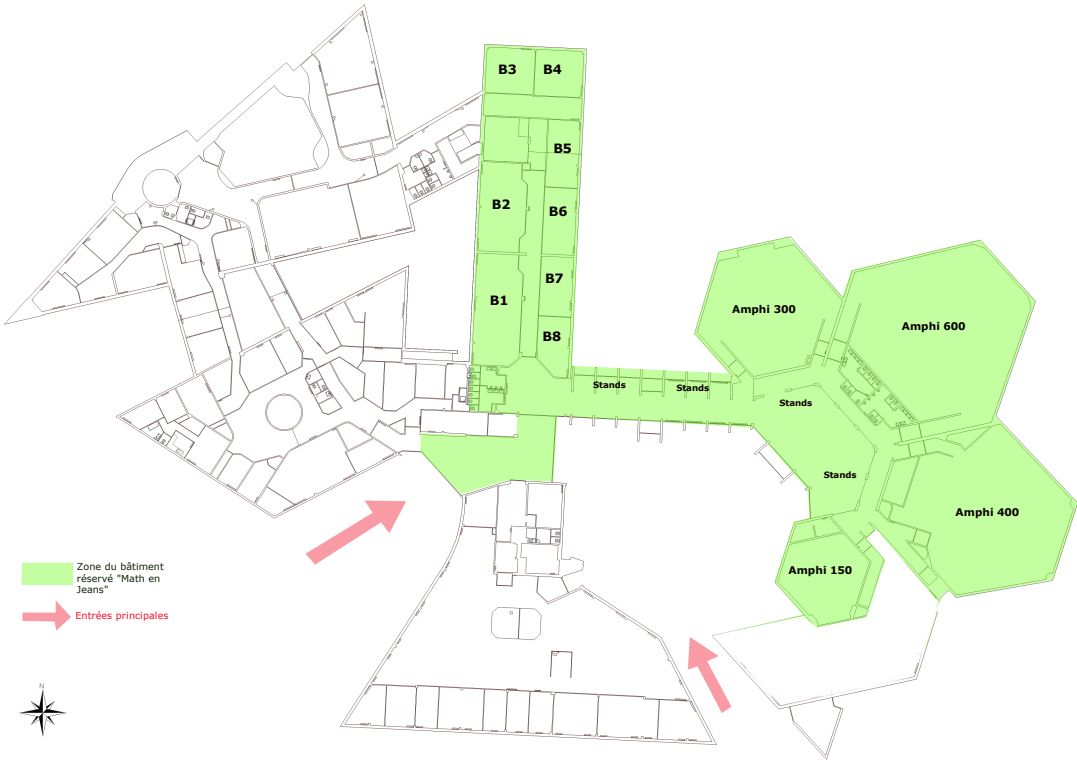 B3
B4
B5
B2
B6
B7
B1
B8
Amphi 300
Amphi 600
Stands
Stands
Stands
Stands
Amphi 400
Amphi 150
Zone du bâtiment
réservé "Math en
Jeans"
Entrées principales
N